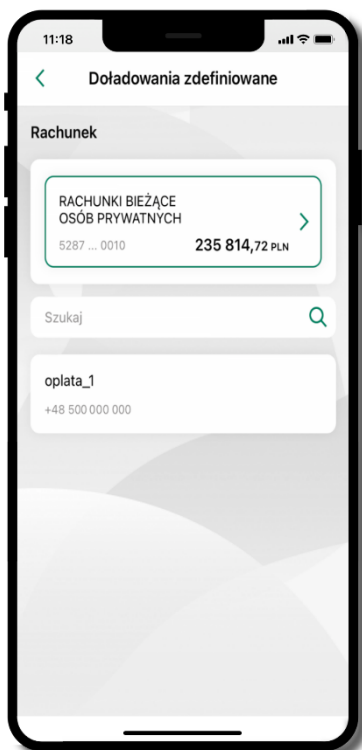 11:18
Doładowania zdefiniowane
Rachunek
RACHUNKI BIEŻĄCE
OSÓB PRYWATNYCH
5287 ... 0010 235 814,72 PLN
Szukaj
oplata_1
+48 500 000 000